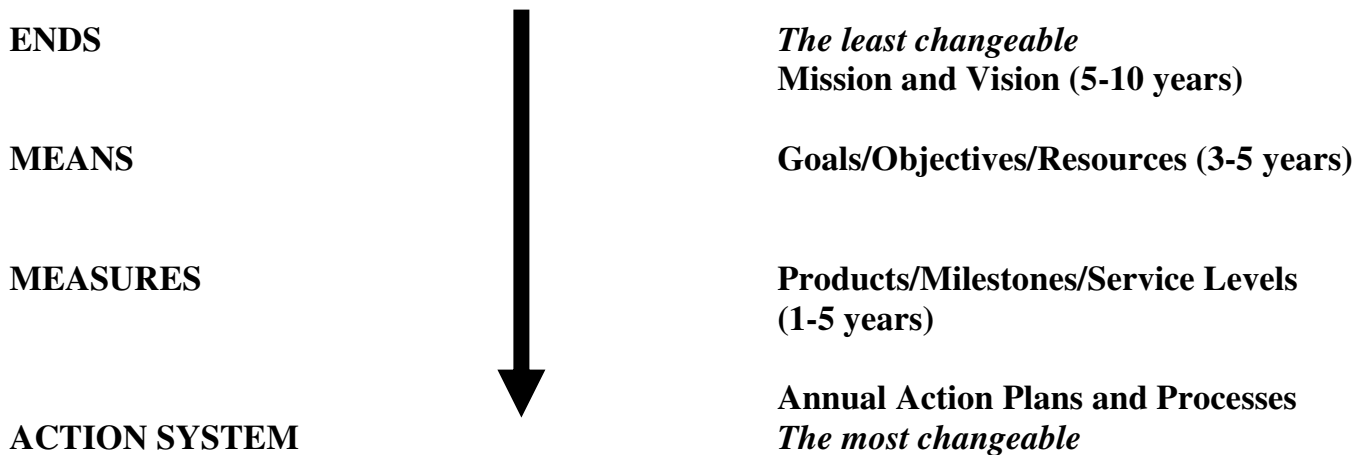 ENDS The least changeable
Mission and Vision (5-10 years)
MEANS Goals/Objectives/Resources (3-5 years)
MEASURES Products/Milestones/Service Levels
(1-5 years)
Annual Action Plans and Processes
ACTION SYSTEM The most changeable